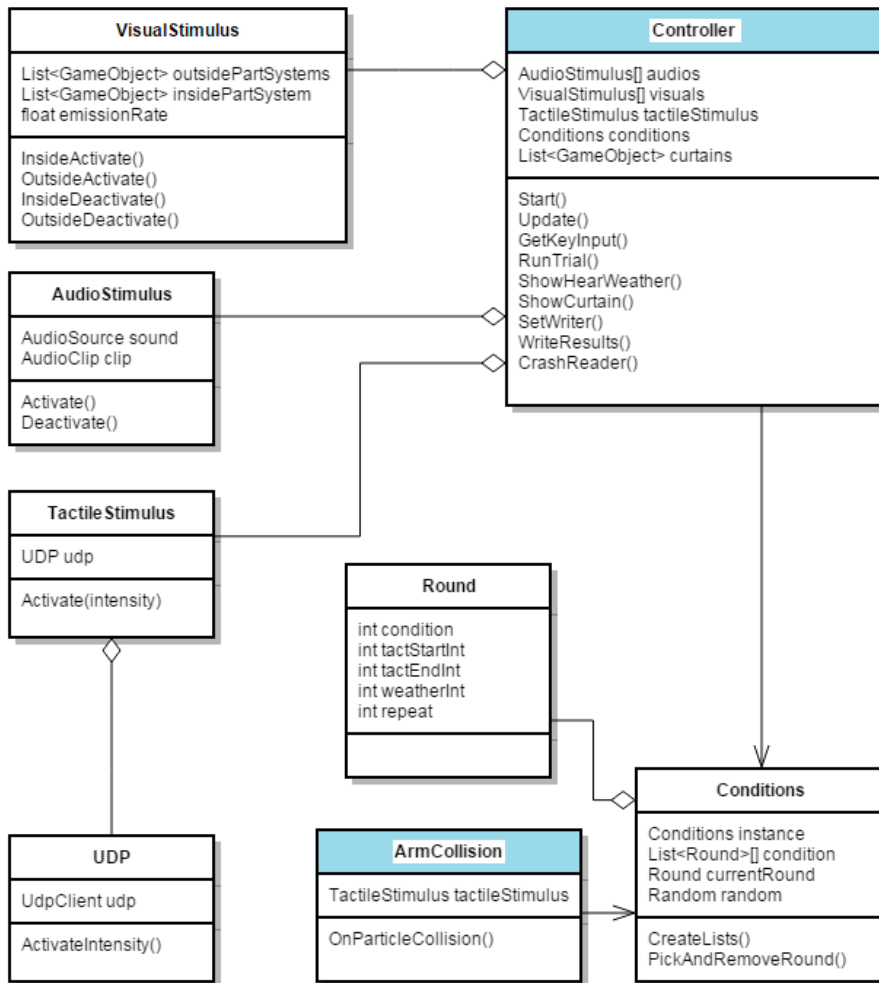 VisualStimulus
List<GameObject> outsidePartSystems
List<GameObject> insidePartSystem
float emissionRate
InsideActivate()
OutsideActivate()
InsideDeactivate()
OutsideDeactivate()
Controller
AudioStimulus[] audios
VisualStimulus[] visuals
TactileStimulus tactileStimulus
Conditions conditions
List<GameObject> curtains
Start()
Update()
GetKeyInput()
RunTrial()
ShowHearWeather()
ShowCurtain()
SetWriter()
WriteResults()
CrashReader()
AudioStimulus
AudioSource sound
AudioClip clip
Activate()
Deactivate()
TactileStimulus
UDP udp
Activate(intensity)
Round
int condition
int tactStartInt
int tactEndInt
int weatherInt
int repeat
Conditions
Conditions instance
List<Round>[] condition
Round currentRound
Random random
CreateLists()
PickAndRemoveRound()
UDP
UdpClient udp
ActivateIntensity()
ArmCollision
TactileStimulus tactileStimulus
OnParticleCollision()